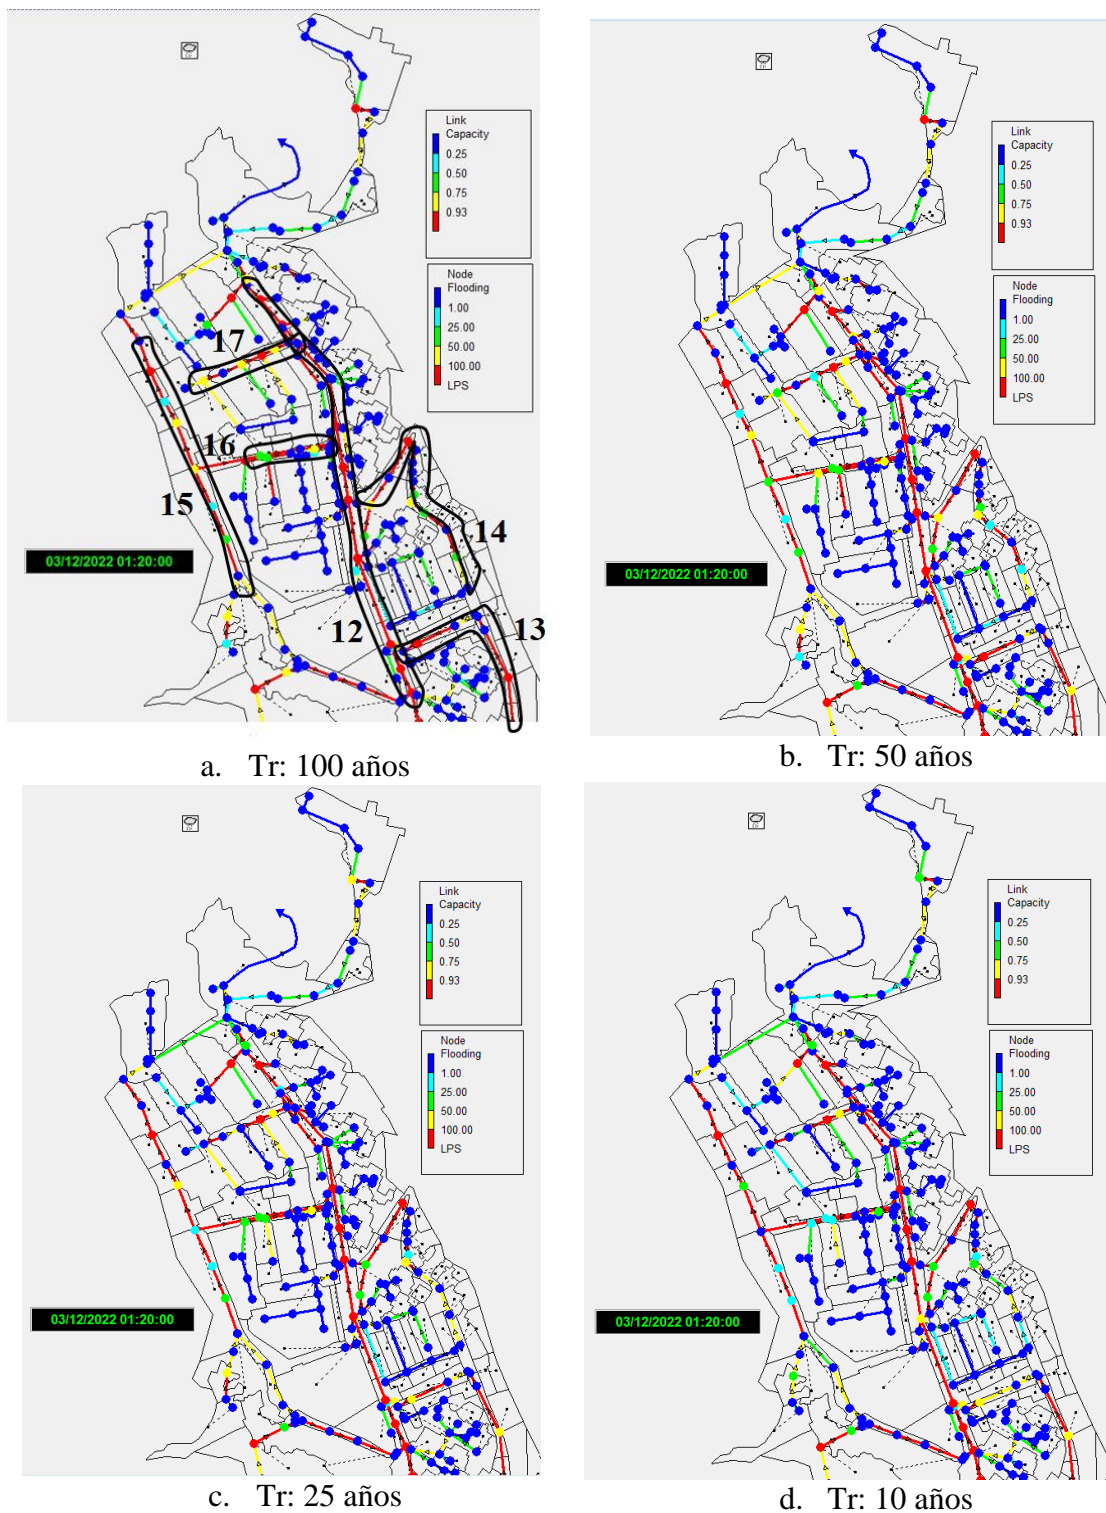 Link
Capacity
0.25
0.50
0.75
0.93
Node
Flooding
1.00
25.00
50.00
100.00
LPS
17
16
15
14
13
12
03/12/2022 01:20:00
a. Tr: 100 años
Link
Capacity
0.25
0.50
0.75
0.93
Node
Flooding
1.00
25.00
50.00
100.00
LPS
03/12/2022 01:20:00
b. Tr: 50 años
Link
Capacity
0.25
0.50
0.75
0.93
Node
Flooding
1.00
25.00
50.00
100.00
LPS
03/12/2022 01:20:00
c. Tr: 25 años
Link
Capacity
0.25
0.50
0.75
0.93
Node
Flooding
1.00
25.00
50.00
100.00
LPS
03/12/2022 01:20:00
d. Tr: 10 años